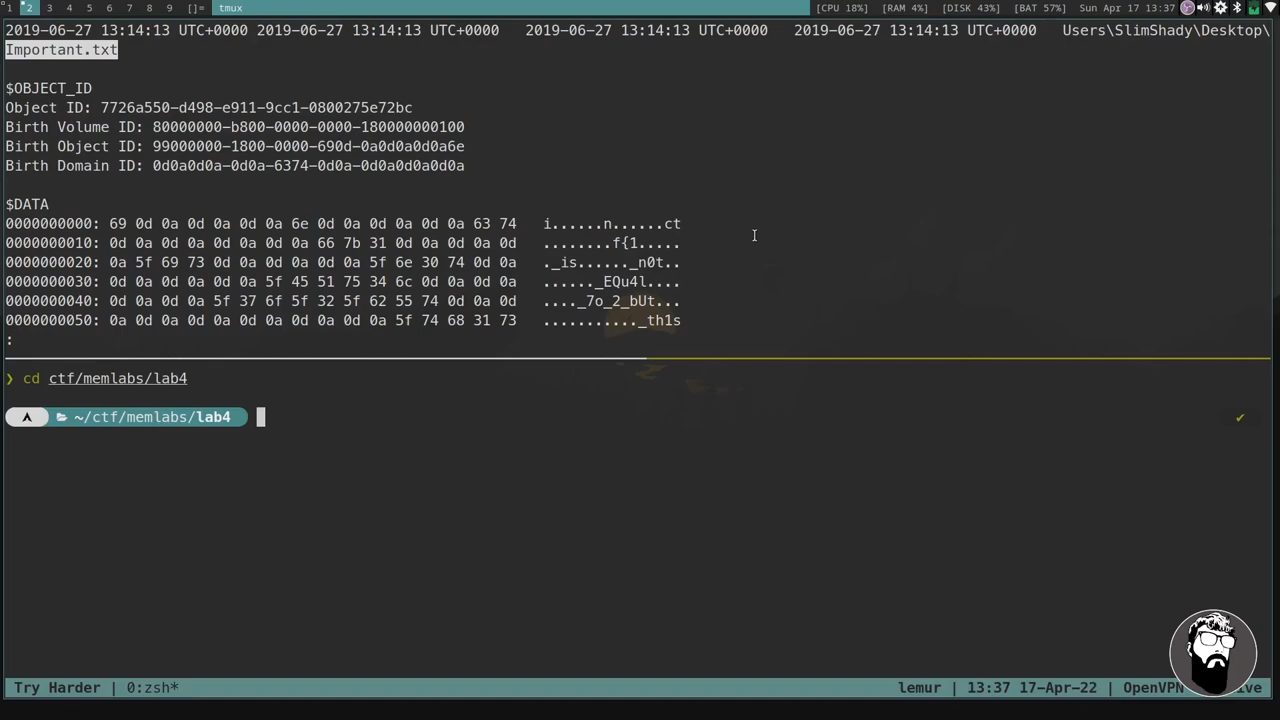 1 2 3 4 5 6 7 8 9 []= tmux [CPU 18%] [RAM 4%] [DISK 43%] [BAT 57%] Sun Apr 17 13:37
2019-06-27 13:14:13 UTC+0000 2019-06-27 13:14:13 UTC+0000   2019-06-27 13:14:13 UTC+0000   2019-06-27 13:14:13 UTC+0000   Users\SlimShady\Desktop\
Important.txt
$OBJECT_ID
Object ID: 7726a550-d498-e911-9cc1-0800275e72bc
Birth Volume ID: 80000000-b800-0000-0000-180000000100
Birth Object ID: 99000000-1800-0000-690d-0a0d0a0d0a6e
Birth Domain ID: 0d0a0d0a-0d0a-6374-0d0a-0d0a0d0a0d0a
$DATA
0000000000: 69 0d 0a 0d 0a 0d 0a 6e 0d 0a 0d 0a 0d 0a 63 74   i......n......ct
0000000010: 0d 0a 0d 0a 0d 0a 0d 0a 66 7b 31 0d 0a 0d 0a 0d   ........f{1.....
0000000020: 0a 5f 69 73 0d 0a 0d 0a 0d 0a 5f 6e 30 74 0d 0a   ._is......_n0t..
0000000030: 0d 0a 0d 0a 0d 0a 5f 45 51 75 34 6c 0d 0a 0d 0a   ......_EQu4l....
0000000040: 0d 0a 0d 0a 5f 37 6f 5f 32 5f 62 55 74 0d 0a 0d   ...._7o_2_bUt...
0000000050: 0a 0d 0a 0d 0a 0d 0a 0d 0a 0d 0a 5f 74 68 31 73   ..........._th1s
:
❯ cd ctf/memlabs/lab4
~/ctf/memlabs/lab4 ✔
Try Harder | 0:zsh* lemur | 13:37 17-Apr-22 | OpenVPN